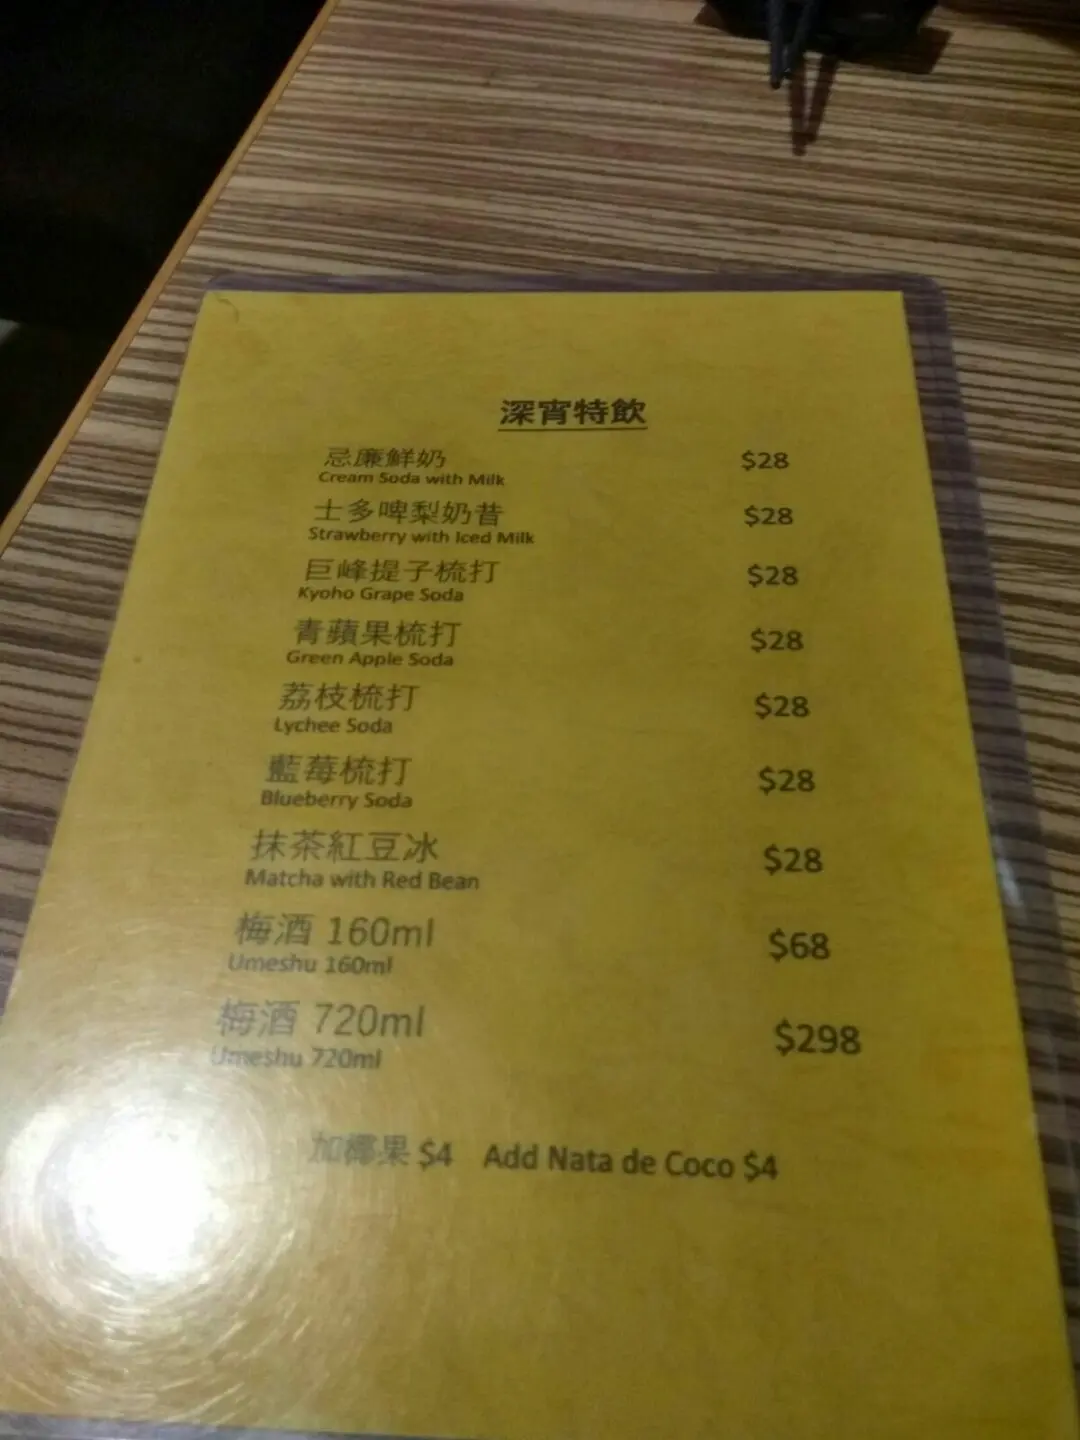 深宵特飲
忌廉鮮奶 $28
Cream Soda with Milk
士多啤梨奶昔 $28
Strawberry with Iced Milk
巨峰提子梳打 $28
Kyoho Grape Soda
青蘋果梳打 $28
Green Apple Soda
荔枝梳打 $28
Lychee Soda
藍莓梳打 $28
Blueberry Soda
抹茶紅豆冰 $28
Matcha with Red Bean
梅酒 160ml $68
Umeshu 160ml
梅酒 720ml $298
Umeshu 720ml
加椰果 $4 Add Nata de Coco $4